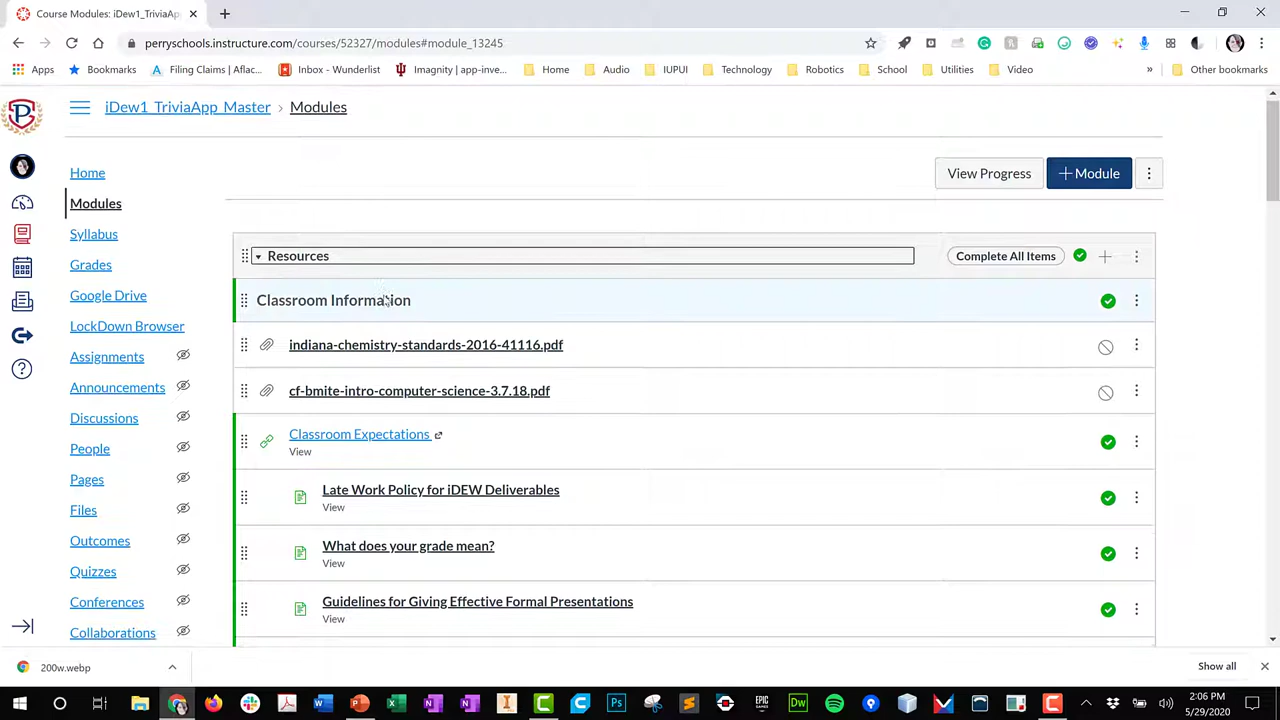 Course Modules: iDew1_TriviaAp
perryschools.instructure.com/courses/52327/modules#module_13245
Apps
Bookmarks
Filing Claims | Aflac...
Inbox - Wunderlist
Imagnity | app-inve...
Home
Audio
IUPUI
Technology
Robotics
School
Utilities
Video
»
Other bookmarks
iDew1_TriviaApp_Master › Modules
View Progress
+ Module
Home
Modules
Syllabus
Grades
Google Drive
LockDown Browser
Assignments
Announcements
Discussions
People
Pages
Files
Outcomes
Quizzes
Conferences
Collaborations
Resources
Complete All Items
Classroom Information
indiana-chemistry-standards-2016-41116.pdf
cf-bmite-intro-computer-science-3.7.18.pdf
Classroom Expectations
View
Late Work Policy for iDEW Deliverables
View
What does your grade mean?
View
Guidelines for Giving Effective Formal Presentations
View
200w.webp
Show all
2:06 PM
5/29/2020